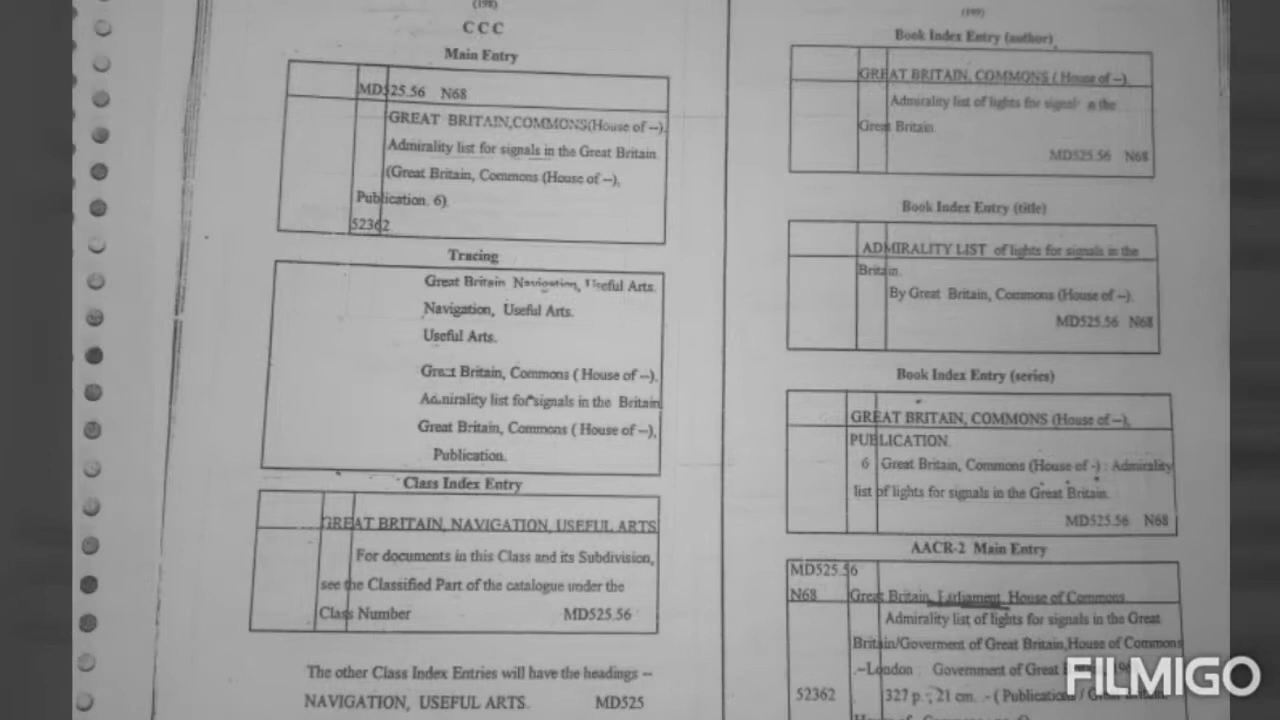 (198)
CCC
Main Entry
MD525.56 N68
GREAT BRITAIN,COMMONS(House of --).
Admirality list for signals in the Great Britain
(Great Britain, Commons (House of --),
Publication. 6).
52362
Tracing
Great Britain Navigation, Useful Arts.
Navigation, Useful Arts.
Useful Arts.
Great Britain, Commons ( House of --).
Admirality list for signals in the Britain
Great Britain, Commons ( House of --),
Publication.
Class Index Entry
GREAT BRITAIN, NAVIGATION, USEFUL ARTS
For documents in this Class and its Subdivision,
see the Classified Part of the catalogue under the
Class Number MD525.56
The other Class Index Entries will have the headings --
NAVIGATION, USEFUL ARTS. MD525
(199)
Book Index Entry (author)
GREAT BRITAIN, COMMONS ( House of --).
Admirality list of lights for signal in the
Great Britain.
MD525.56 N68
Book Index Entry (title)
ADMIRALITY LIST of lights for signals in the
Britain.
By Great Britain, Commons (House of --).
MD525.56 N68
Book Index Entry (series)
GREAT BRITAIN, COMMONS (House of --),
PUBLICATION.
6 Great Britain, Commons (House of -) : Admirality
list of lights for signals in the Great Britain.
MD525.56 N68
AACR-2 Main Entry
MD525.56
N68 Great Britain, Parliament, House of Commons
Admirality list of lights for signals in the Great
Britain/Goverment of Great Britain,House of Commons
.--London : Government of Great
52362 327 p. ; 21 cm. - ( Publications / Great
FILMIGO